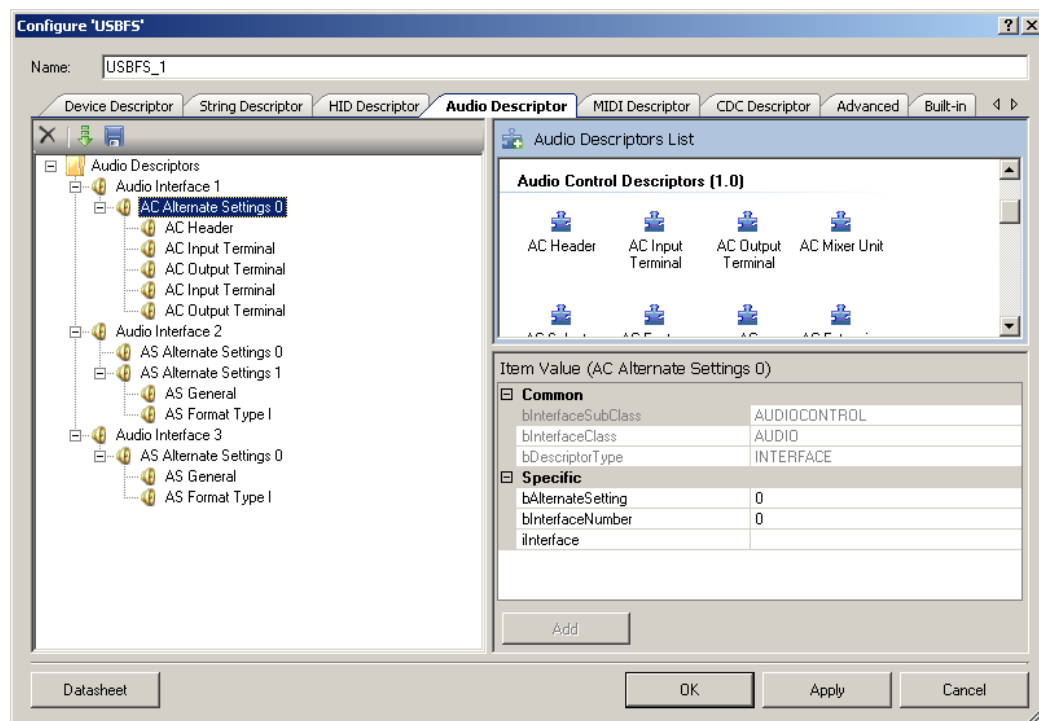 Configure 'USBFS'
Name: USBFS_1
Device Descriptor String Descriptor HID Descriptor Audio Descriptor MIDI Descriptor CDC Descriptor Advanced Built-in
Audio Descriptors
Audio Interface 1
AC Alternate Settings 0
AC Header
AC Input Terminal
AC Output Terminal
AC Input Terminal
AC Output Terminal
Audio Interface 2
AS Alternate Settings 0
AS Alternate Settings 1
AS General
AS Format Type I
Audio Interface 3
AS Alternate Settings 0
AS General
AS Format Type I
Audio Descriptors List
Audio Control Descriptors (1.0)
AC Header AC Input AC Output AC Mixer Unit
Terminal Terminal
Item Value (AC Alternate Settings 0)
Common
bInterfaceSubClass AUDIOCONTROL
bInterfaceClass AUDIO
bDescriptorType INTERFACE
Specific
bAlternateSetting 0
bInterfaceNumber 0
iInterface
Add
Datasheet OK Apply Cancel